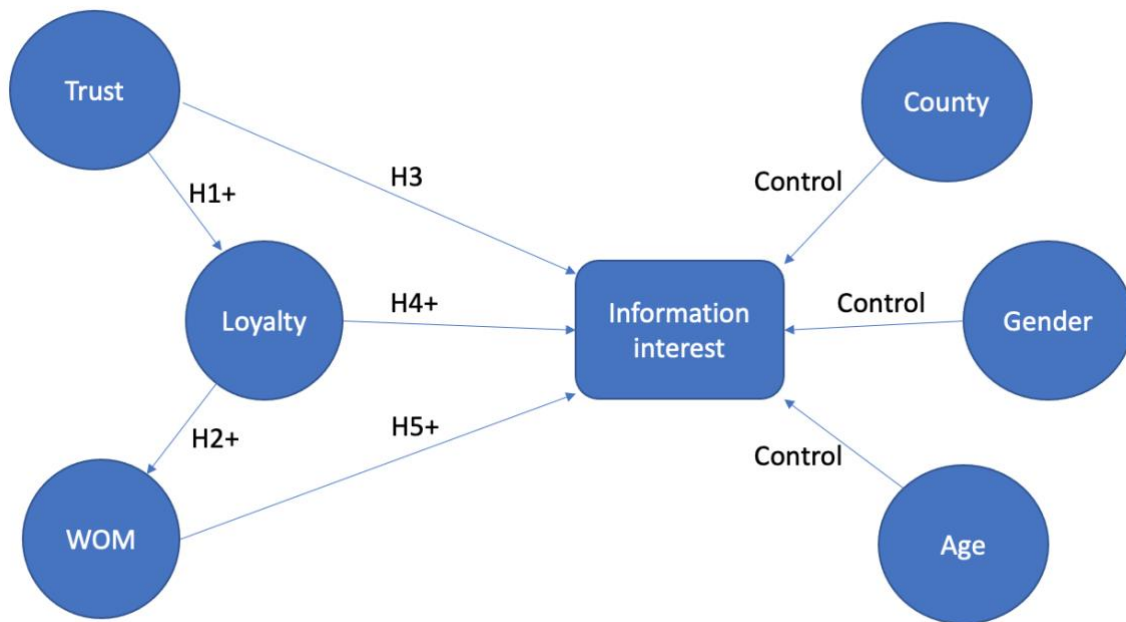 Trust
County
H1+
H3
Control
Loyalty
H4+
Information
interest
Control
Gender
H2+
H5+
Control
WOM
Age